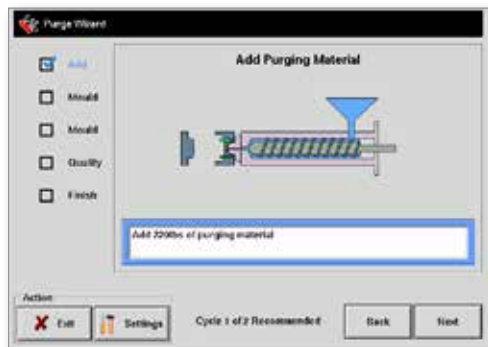 Purge Wizard
Add
Mould
Mould
Quality
Finish
Add Purging Material
Add 220lbs of purging material
Action
Exit
Settings
Cycle 1 of 2 Recommended
Back
Next